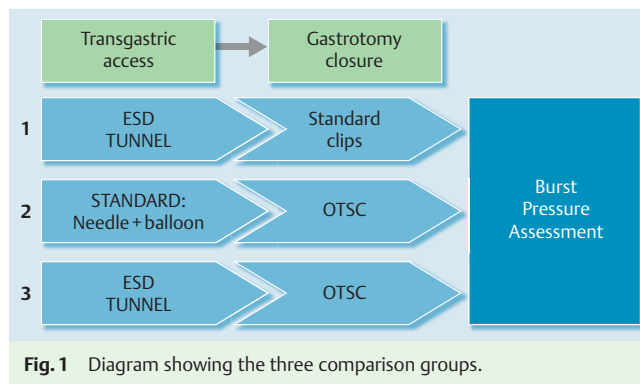 Transgastric
access
Gastrotomy
closure
1
ESD
TUNNEL
Standard
clips
2
STANDARD:
Needle + balloon
OTSC
3
ESD
TUNNEL
OTSC
Burst
Pressure
Assessment
Fig. 1 Diagram showing the three comparison groups.